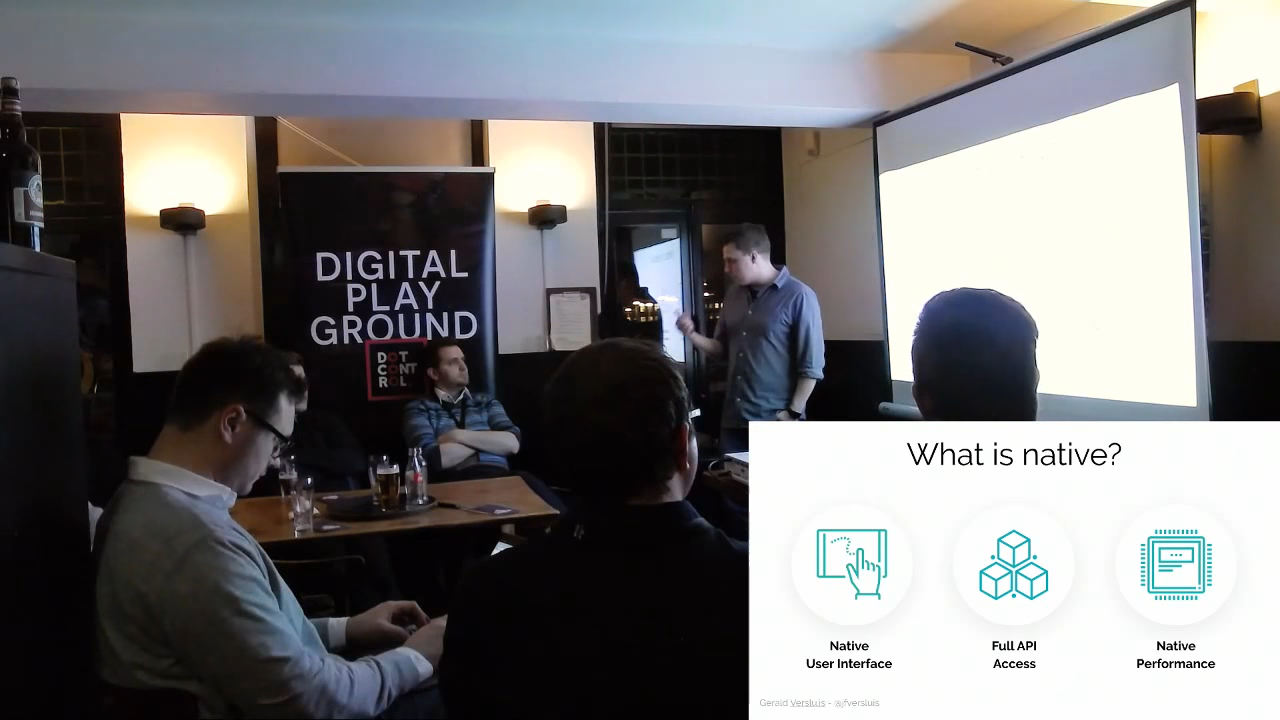 DIGITAL
PLAY
GROUND
DOT
CONT
ROL
What is native?
Native
User Interface
Full API
Access
Native
Performance
Gerald Versluis - @jfversluis